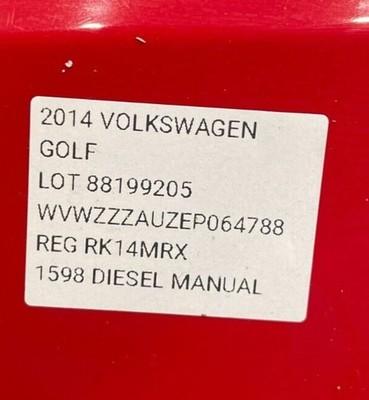 2014 VOLKSWAGEN
GOLF
LOT 88199205
WVWZZZAUZEP064788
REG RK14MRX
1598 DIESEL MANUAL